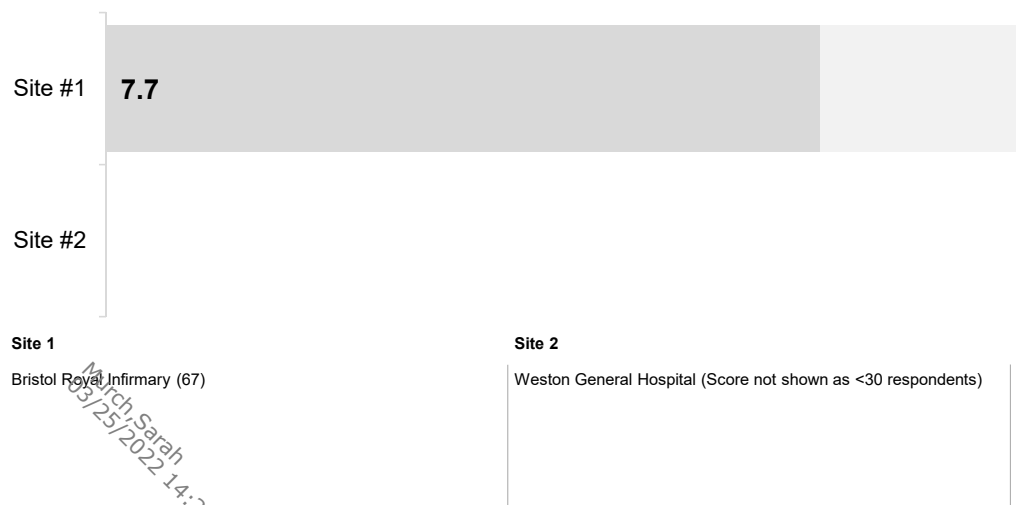 Site #1
7.7
Site #2
Site 1
Site 2
Bristol Royal Infirmary (67)
Weston General Hospital (Score not shown as <30 respondents)
Murch,Sarah
03/25/2022 14: